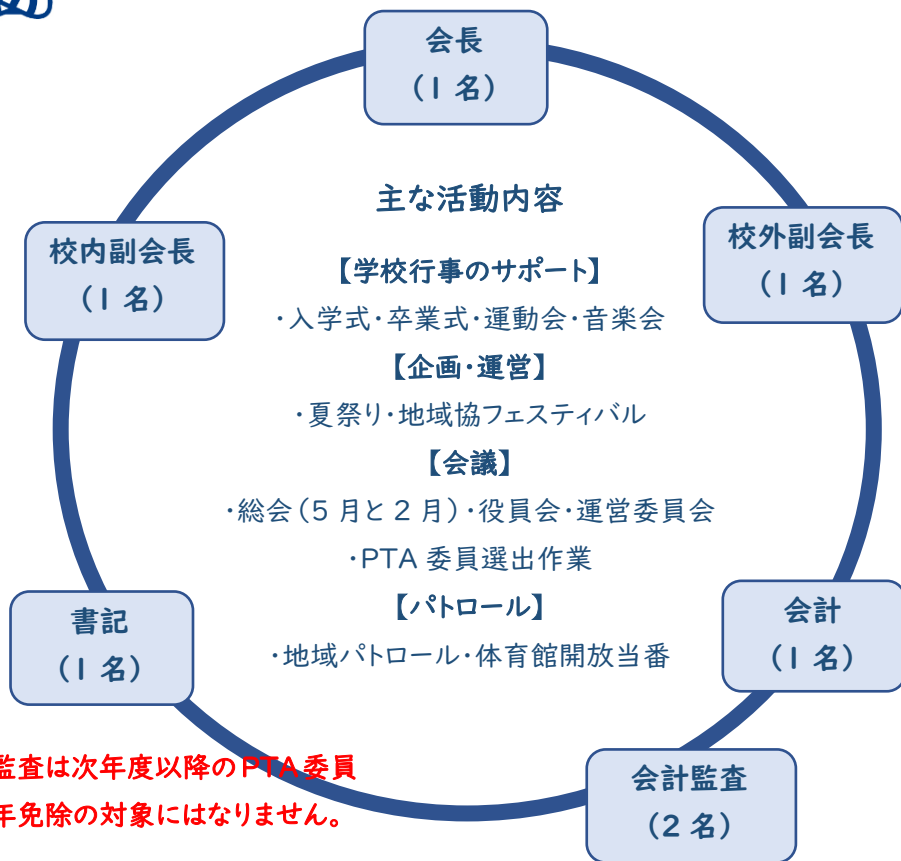 会長
(1 名)
主な活動内容
校内副会長
(1 名)
校外副会長
(1 名)
【学校行事のサポート】
・入学式・卒業式・運動会・音楽会
【企画・運営】
・夏祭り・地域協フェスティバル
【会議】
・総会(5 月と 2 月)・役員会・運営委員会
・PTA 委員選出作業
【パトロール】
・地域パトロール・体育館開放当番
書記
(1 名)
会計
(1 名)
監査は次年度以降のPTA委員
年免除の対象にはなりません。
会計監査
(2 名)